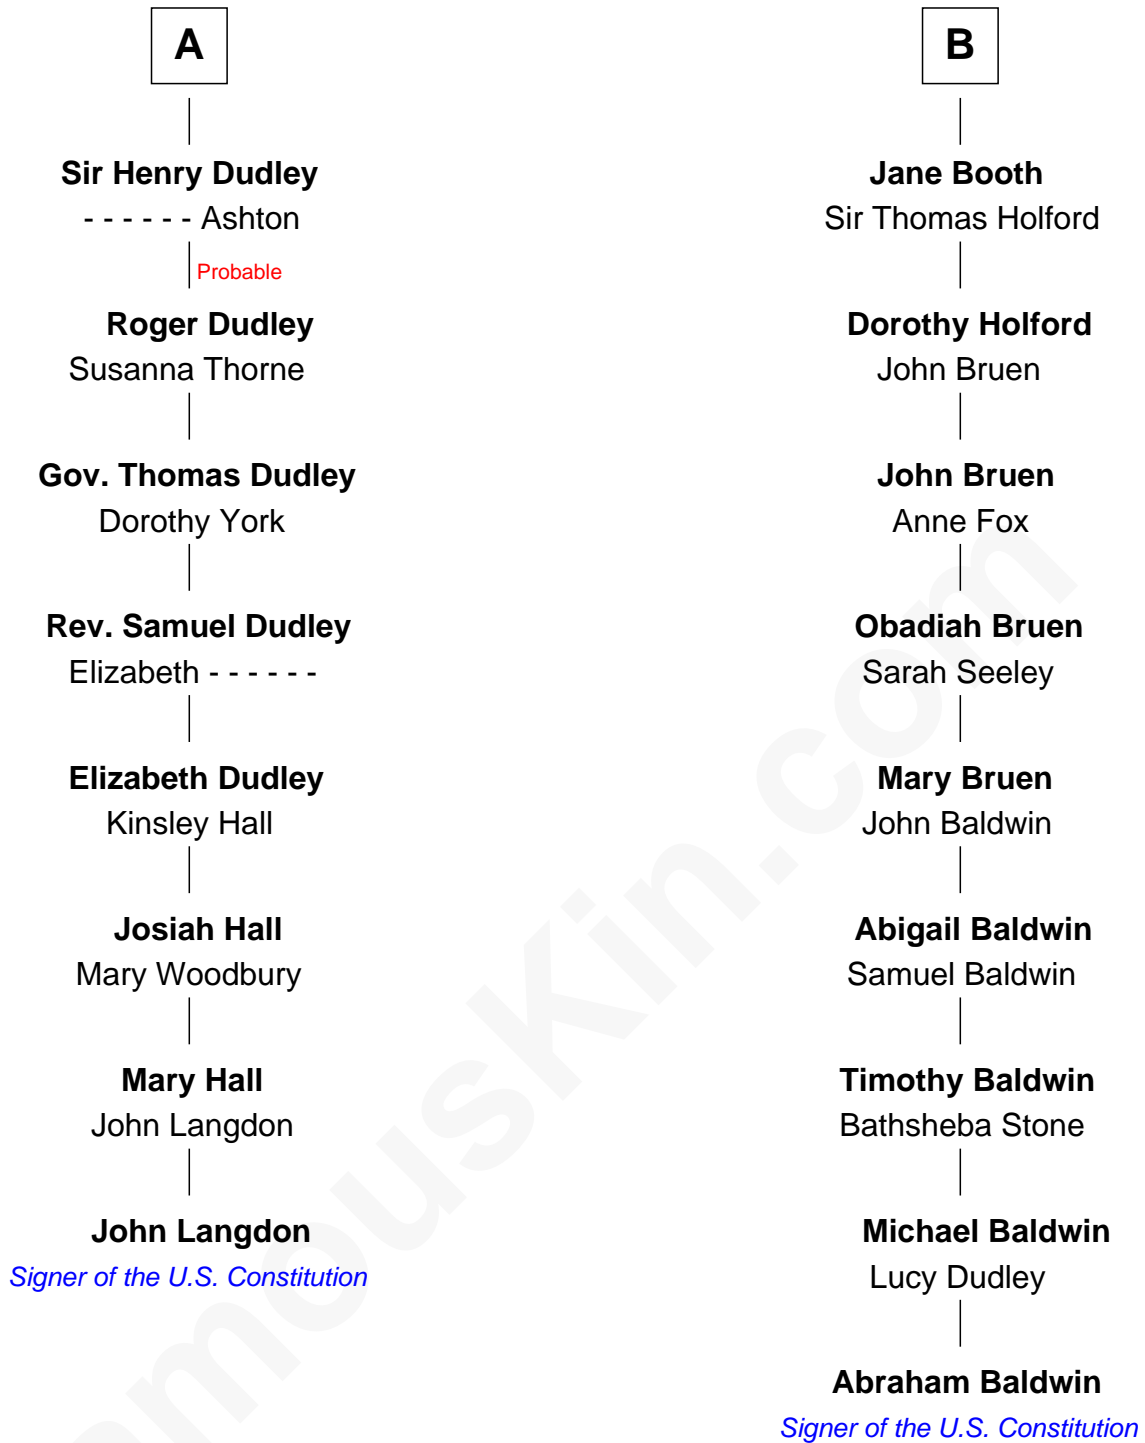 A
Sir Henry Dudley
- - - - - - Ashton
Probable
Roger Dudley
Susanna Thorne
Gov. Thomas Dudley
Dorothy York
Rev. Samuel Dudley
Elizabeth - - - - - -
Elizabeth Dudley
Kinsley Hall
Josiah Hall
Mary Woodbury
Mary Hall
John Langdon
John Langdon
Signer of the U.S. Constitution
B
Jane Booth
Sir Thomas Holford
Dorothy Holford
John Bruen
John Bruen
Anne Fox
Obadiah Bruen
Sarah Seeley
Mary Bruen
John Baldwin
Abigail Baldwin
Samuel Baldwin
Timothy Baldwin
Bathsheba Stone
Michael Baldwin
Lucy Dudley
Abraham Baldwin
Signer of the U.S. Constitution
amousKin.com